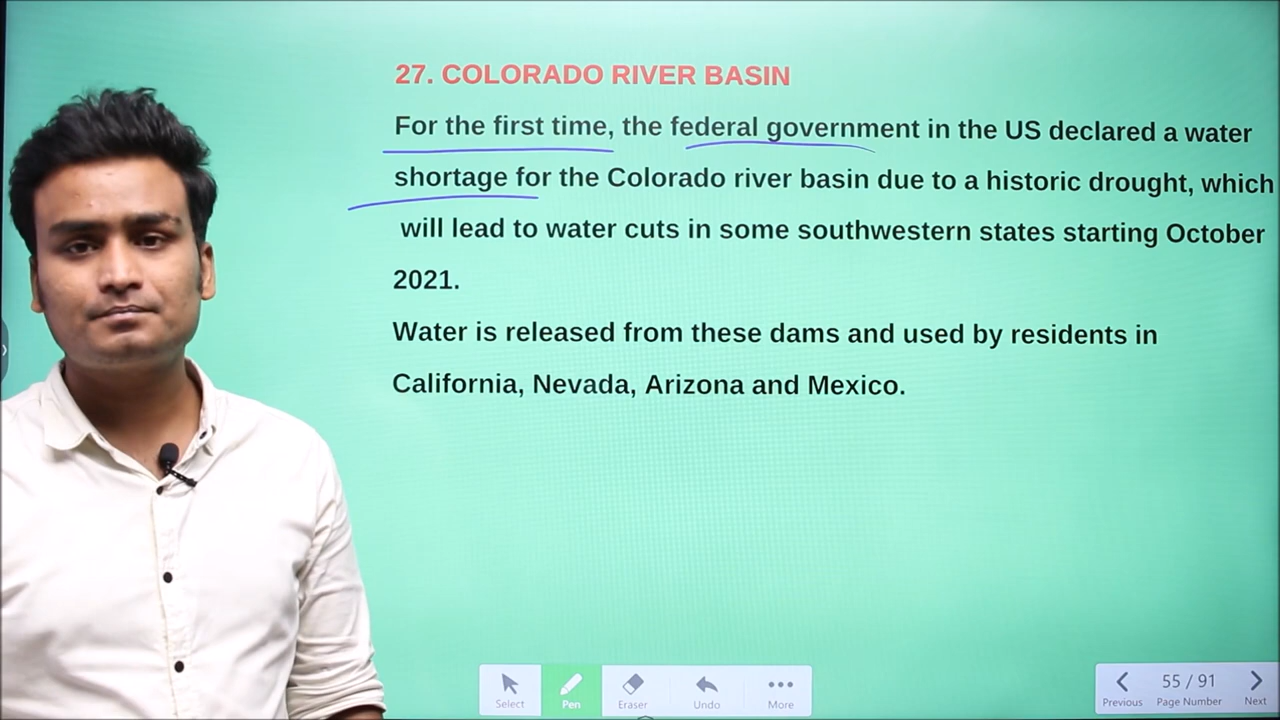 27. COLORADO RIVER BASIN
For the first time, the federal government in the US declared a water
shortage for the Colorado river basin due to a historic drought, which
will lead to water cuts in some southwestern states starting October
2021.
Water is released from these dams and used by residents in
California, Nevada, Arizona and Mexico.
Select
Pen
Eraser
Undo
More
Previous
55 / 91
Page Number
Next